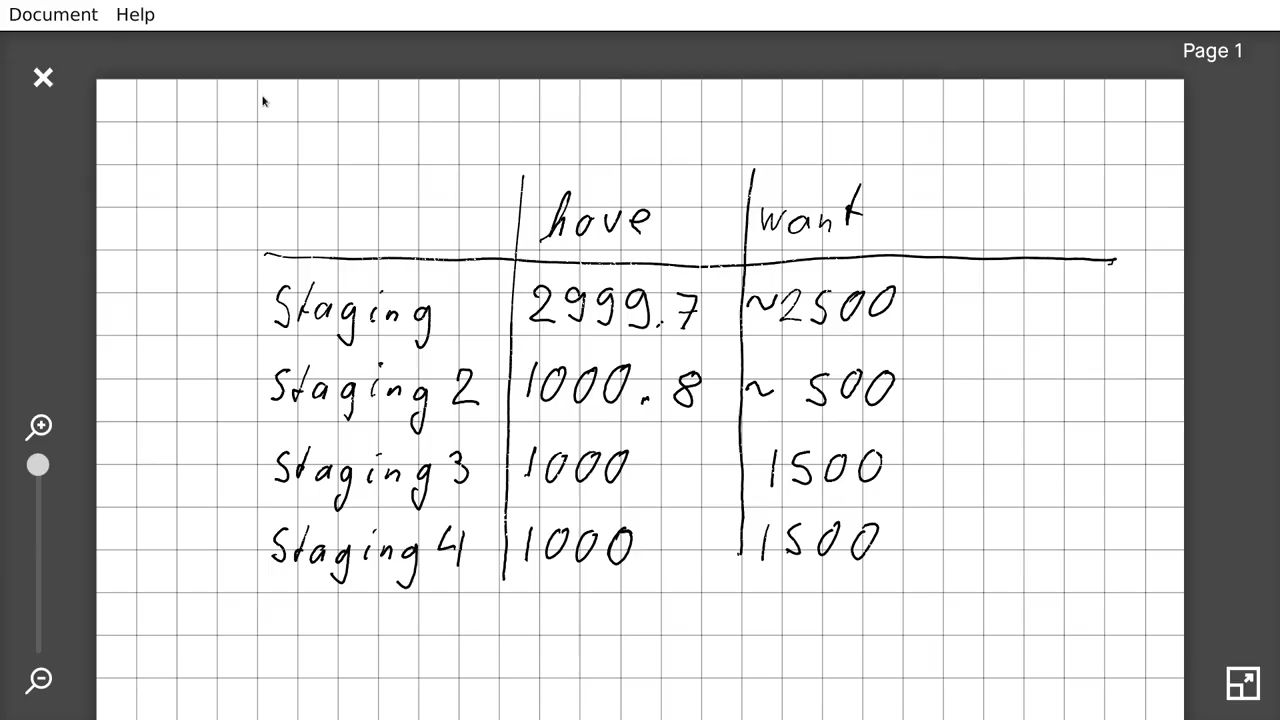 Document Help
Page 1
have want
Staging 2999.7 ~2500
Staging 2 1000.8 ~ 500
Staging 3 1000 1500
Staging 4 1000 1500